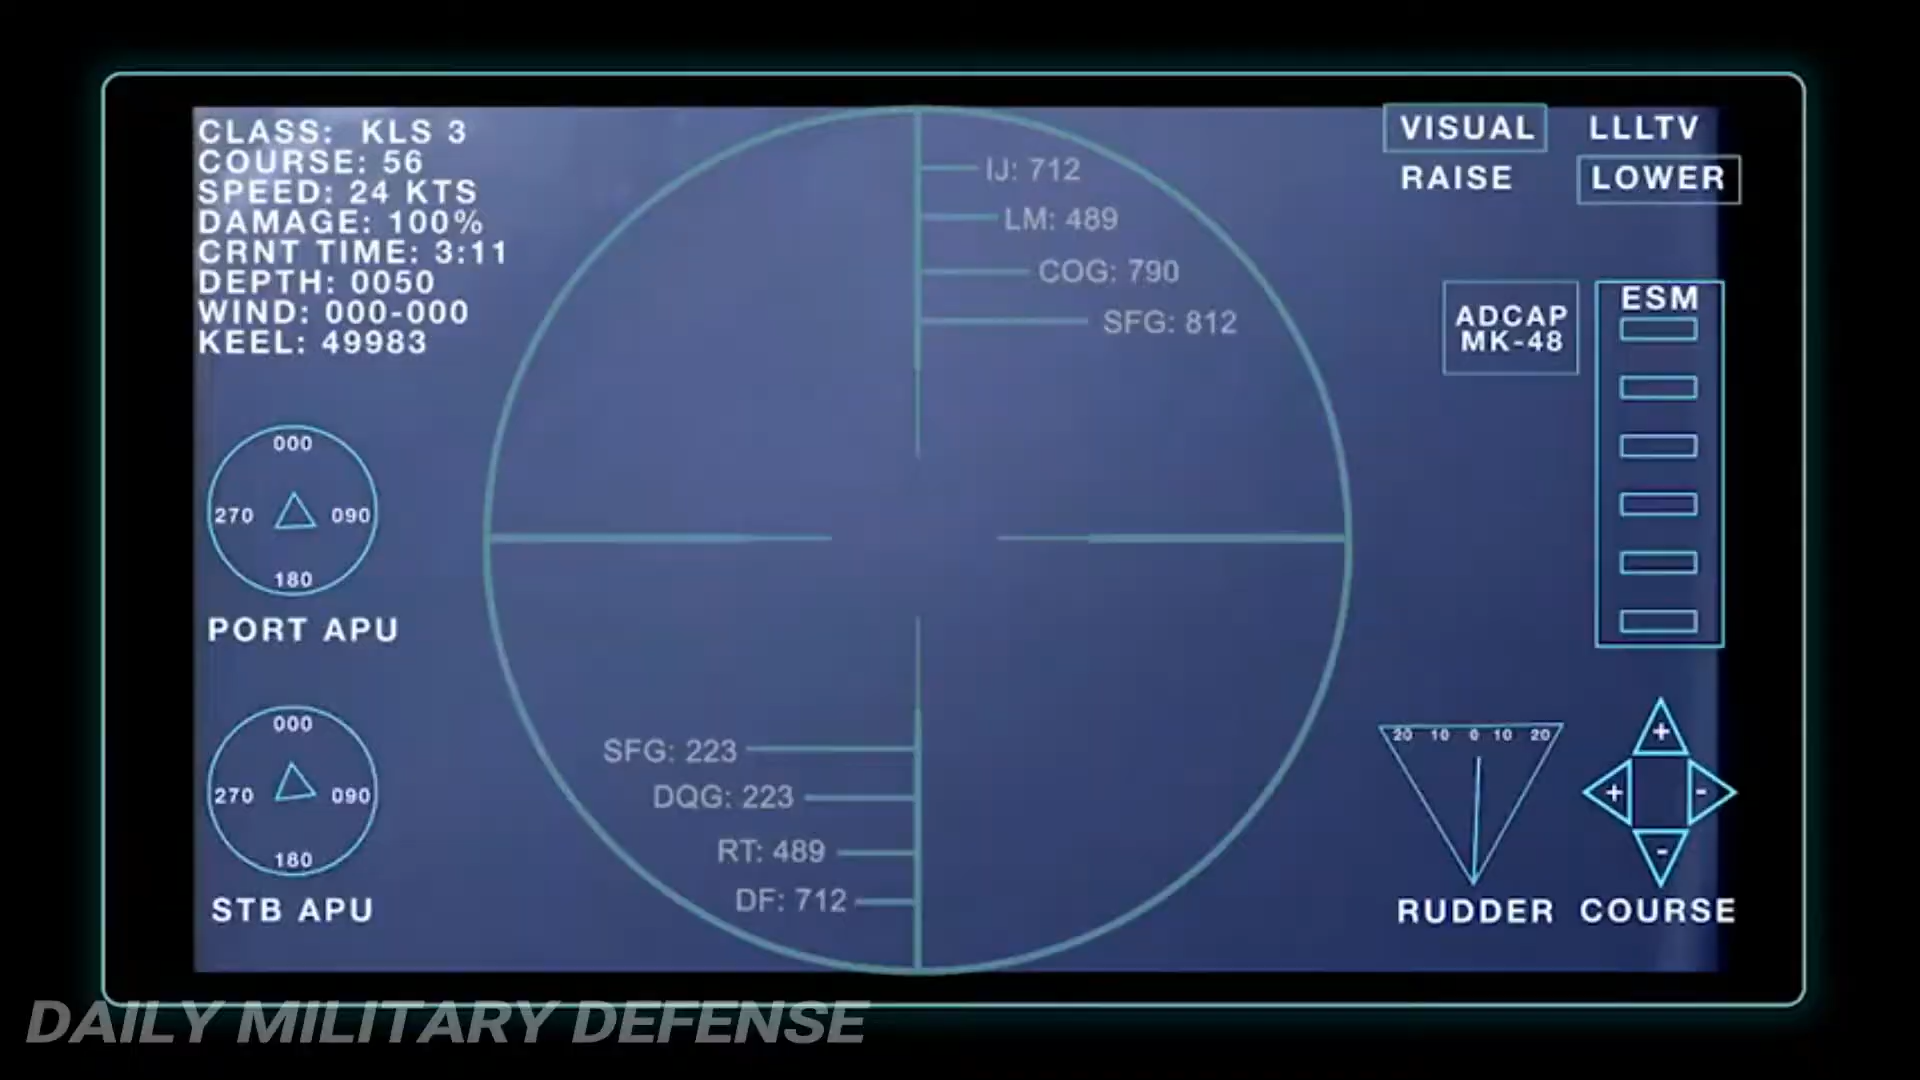 CLASS: KLS 3
COURSE: 56
SPEED: 24 KTS
DAMAGE: 100%
CRNT TIME: 3:11
DEPTH: 0050
WIND: 000-000
KEEL: 49983
IJ: 712
LM: 489
COG: 790
SFG: 812
VISUAL LLLTV
RAISE LOWER
ADCAP
MK-48
ESM
000
270 090
180
PORT APU
000
270 090
180
STB APU
SFG: 223
DQG: 223
RT: 489
DF: 712
20 10 0 10 20
RUDDER
+
+ -
-
COURSE
DAILY MILITARY DEFENSE